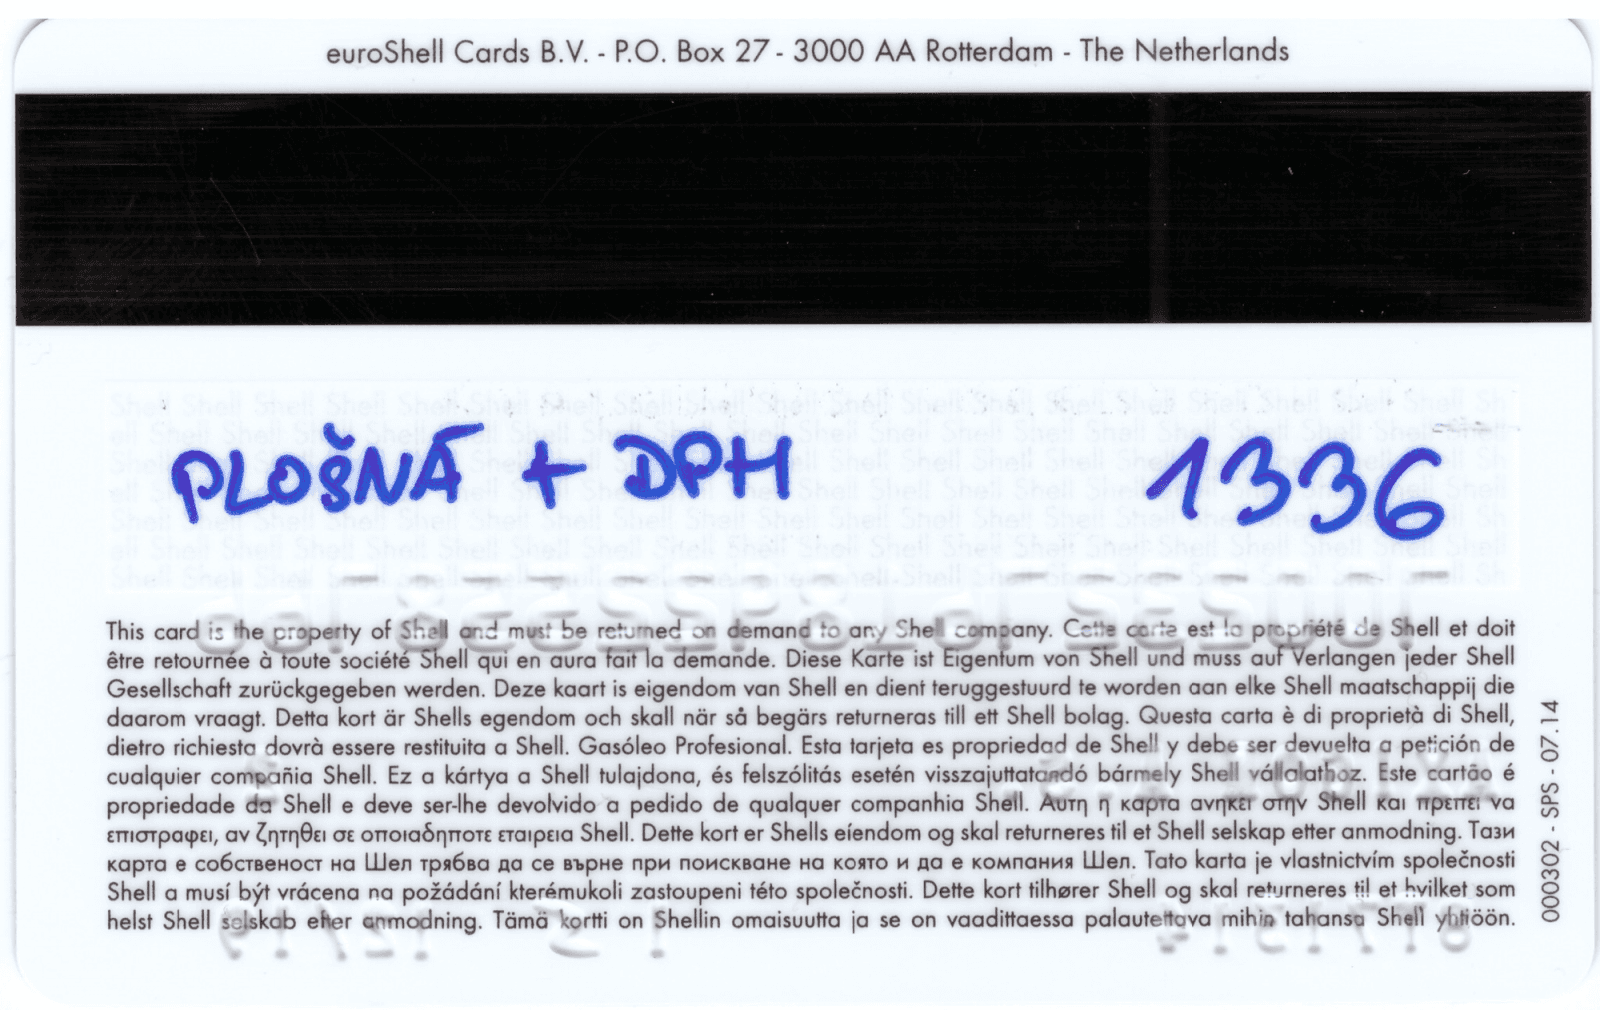 euroShell Cards B.V. - P.O. Box 27 - 3000 AA Rotterdam - The Netherlands
PLOŠNÁ + DPH 1336
This card is the property of Shell and must be returned on demand to any Shell company. Cette carte est la propriété de Shell et doit
être retournée à toute société Shell qui en aura fait la demande. Diese Karte ist Eigentum von Shell und muss auf Verlangen jeder Shell
Gesellschaft zurückgegeben werden. Deze kaart is eigendom van Shell en dient teruggestuurd te worden aan elke Shell maatschappij die
daarom vraagt. Detta kort är Shells egendom och skall när så begärs returneras till ett Shell bolag. Questa carta è di proprietà di Shell,
dietro richiesta dovrà essere restituita a Shell. Gasóleo Profesional. Esta tarjeta es propriedad de Shell y debe ser devuelta a petición de
cualquier compañia Shell. Ez a kártya a Shell tulajdona, és felszólitás esetén visszajuttatandó bármely Shell vállalathoz. Este cartão é
propriedade da Shell e deve ser-lhe devolvido a pedido de qualquer companhia Shell. Αυτη η καρτα ανηκει στην Shell και πρεπει να
επιστραφει, αν ζητηθει σε οποιαδηποτε εταιρεια Shell. Dette kort er Shells eíendom og skal returneres til et Shell selskap etter anmodning. Тази
карта е собственост на Шел трябва да се върне при поискване на която и да е компания Шел. Tato karta je vlastnictvím společnosti
Shell a musí být vrácena na požádání kterémukoli zastoupeni této společnosti. Dette kort tilhører Shell og skal returneres til et hvilket som
helst Shell selskab efter anmodning. Tämä kortti on Shellin omaisuutta ja se on vaadittaessa palautettava mihin tahansa Shell yhtiöön.
000302 - SPS - 07.14